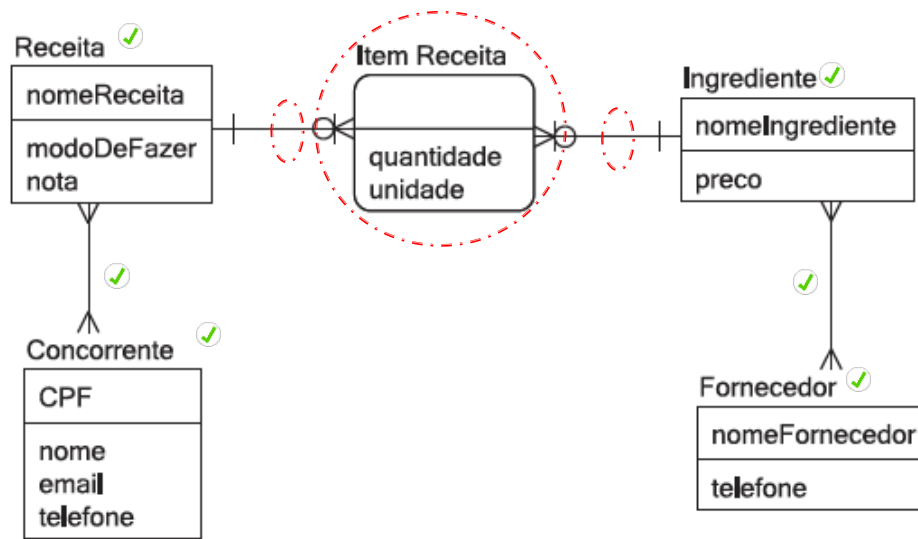 Receita
nomeReceita
modoDeFazer
nota
Item Receita
quantidade
unidade
Ingrediente
nomeIngrediente
preco
Concorrente
CPF
nome
email
telefone
Fornecedor
nomeFornecedor
telefone